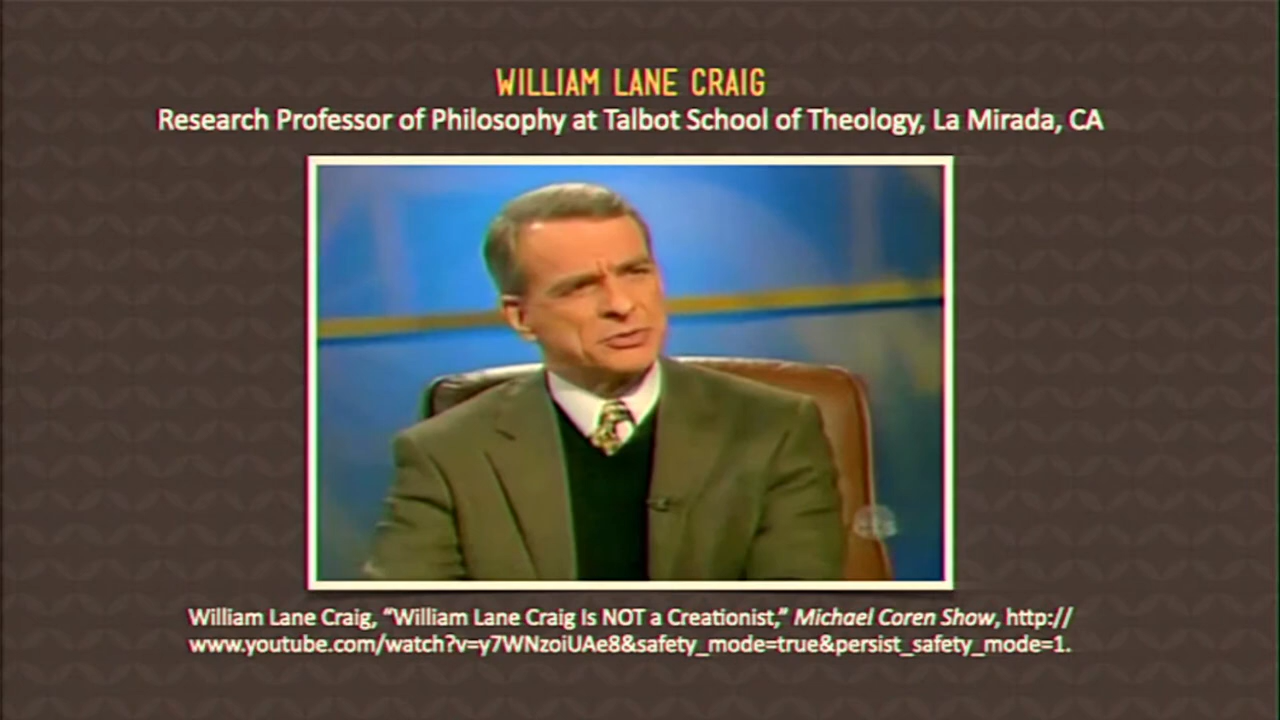 WILLIAM LANE CRAIG
Research Professor of Philosophy at Talbot School of Theology, La Mirada, CA
William Lane Craig, “William Lane Craig Is NOT a Creationist,” Michael Coren Show, http://
www.youtube.com/watch?v=y7WNzoiUAe8&safety_mode=true&persist_safety_mode=1.